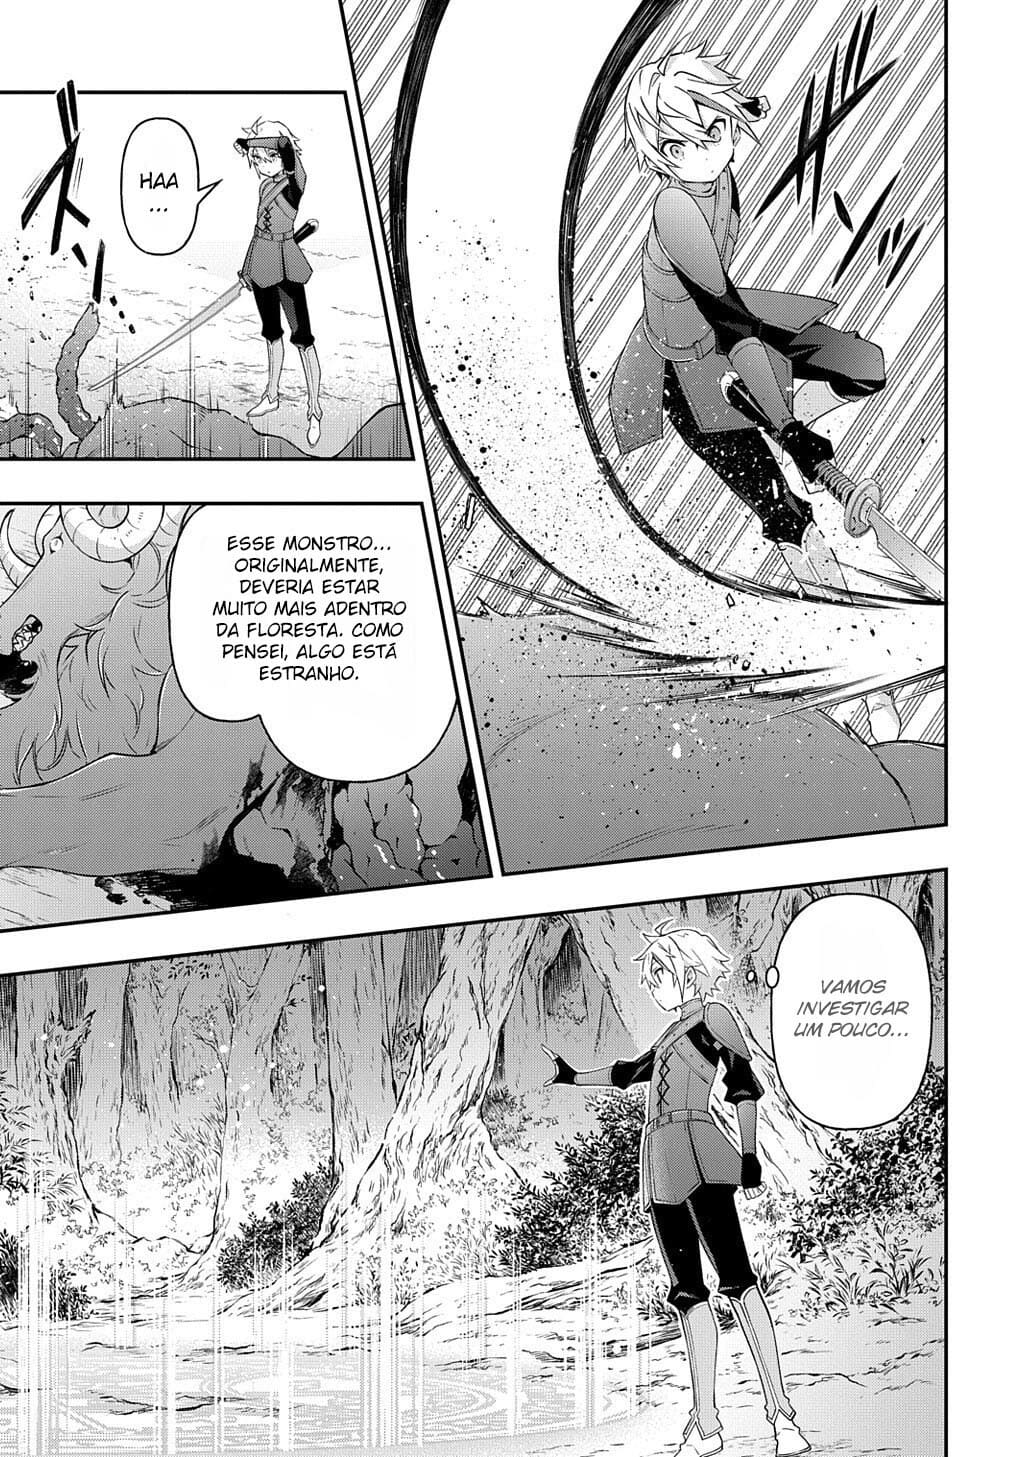 HAA
...
ESSE MONSTRO...
ORIGINALMENTE,
DEVERIA ESTAR
MUITO MAIS ADENTRO
DA FLORESTA. COMO
PENSEI, ALGO ESTÁ
ESTRANHO.
VAMOS
INVESTIGAR
UM POUCO...